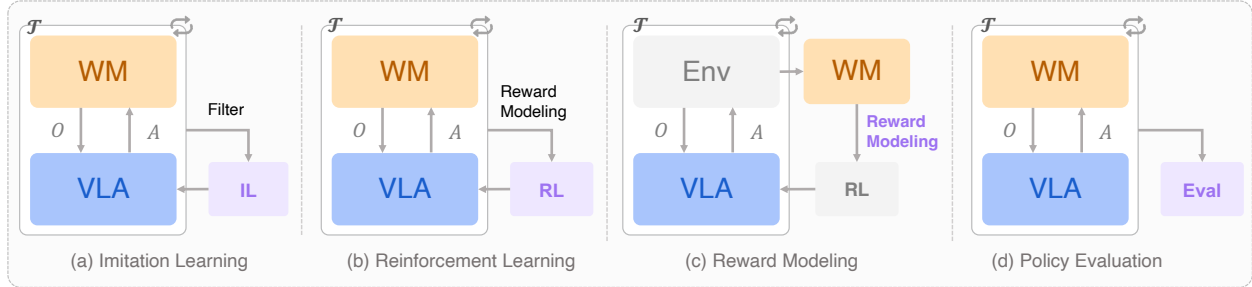 𝒯
WM
O
A
VLA
Filter
IL
(a) Imitation Learning
𝒯
WM
O
A
VLA
Reward
Modeling
RL
(b) Reinforcement Learning
𝒯
Env
WM
O
A
Reward
Modeling
VLA
RL
(c) Reward Modeling
𝒯
WM
O
A
VLA
Eval
(d) Policy Evaluation